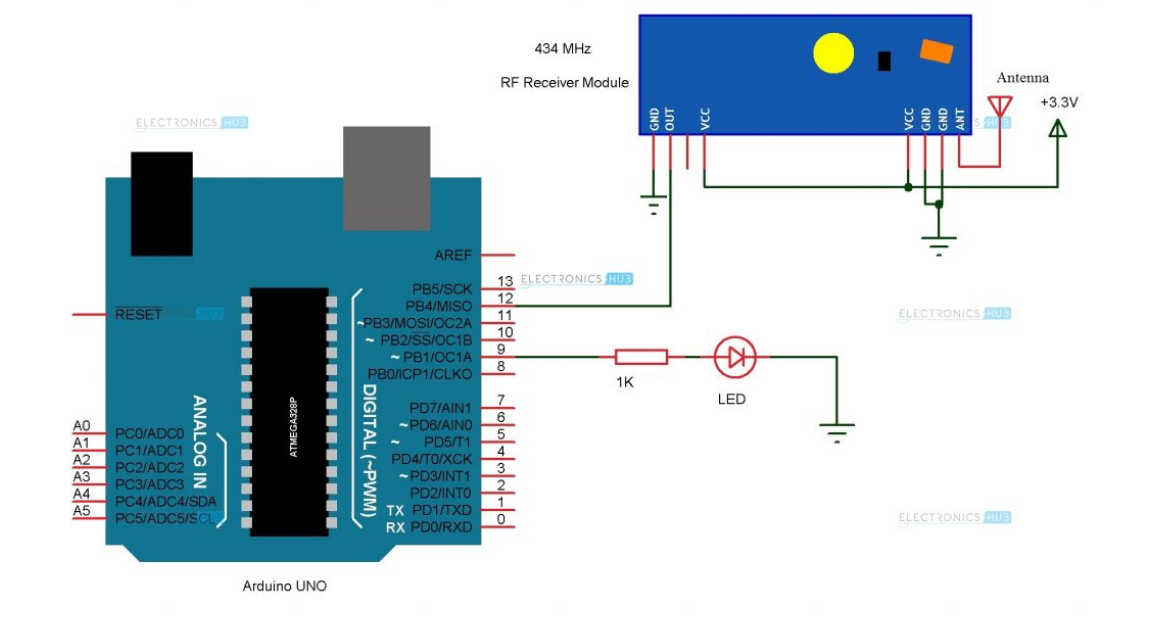 434 MHz
RF Receiver Module
GND
OUT
VCC
VCC
GND
GND
ANT
Antenna
+3.3V
ELECTRONICS HUB
HUB
AREF
ELECTRONICS HUB
PB5/SCK 13
PB4/MISO 12
~PB3/MOSI/OC2A 11
~ PB2/SS/OC1B 10
~ PB1/OC1A 9
PB0/ICP1/CLKO 8
RESET
HUB
ELECTRONICS HUB
1K
LED
PD7/AIN1 7
~PD6/AIN0 6
~ PD5/T1 5
PD4/T0/XCK 4
~PD3/INT1 3
PD2/INT0 2
TX PD1/TXD 1
RX PD0/RXD 0
DIGITAL (~PWM)
ATMEGA328P
ANALOG IN
A0 PC0/ADC0
A1 PC1/ADC1
A2 PC2/ADC2
A3 PC3/ADC3
A4 PC4/ADC4/SDA
A5 PC5/ADC5/SCL
ELECTRONICS HUB
Arduino UNO